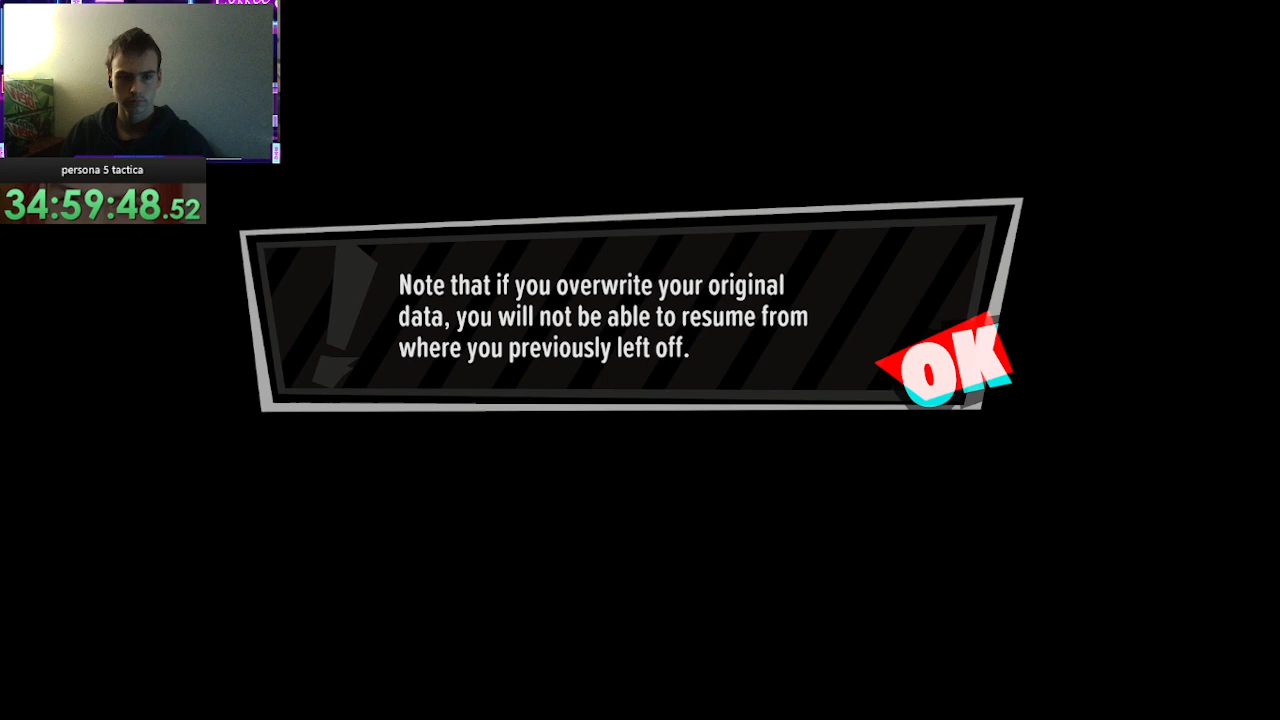 persona 5 tactica
34:59:48.52
Note that if you overwrite your original
data, you will not be able to resume from
where you previously left off.
OK